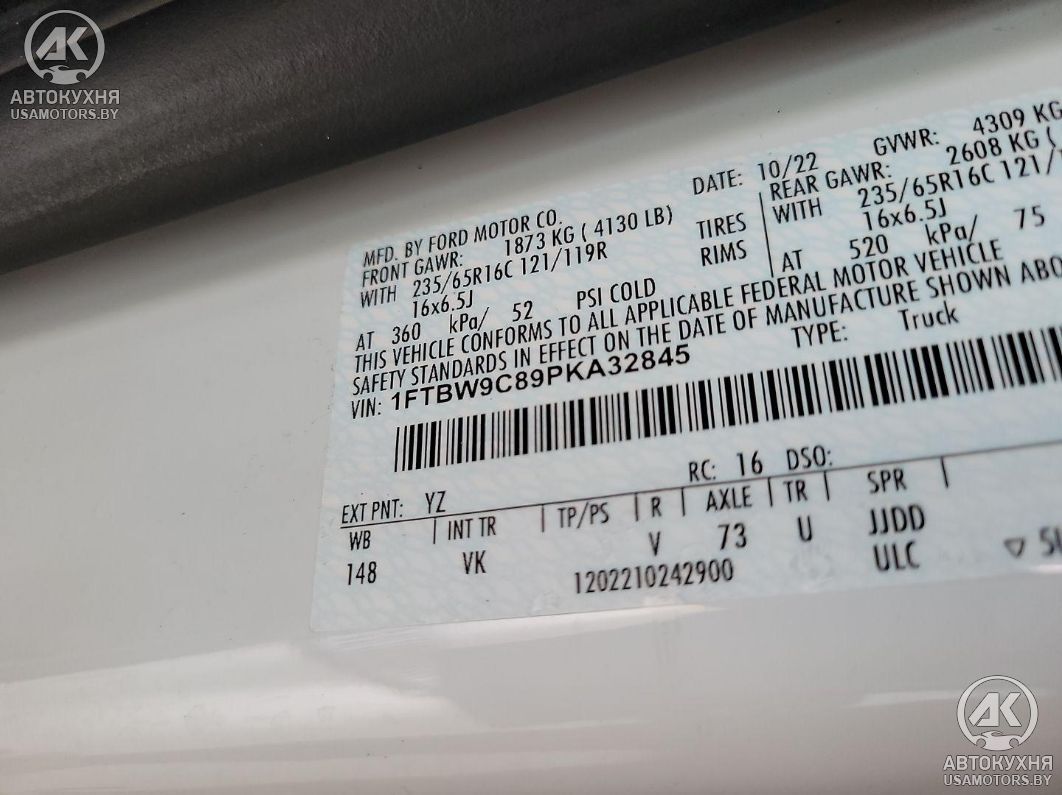 AK
АВТОКУХНЯ
USAMOTORS.BY
MFD. BY FORD MOTOR CO.
DATE: 10/22
GVWR: 4309 KG
FRONT GAWR: 1873 KG ( 4130 LB)
REAR GAWR: 2608 KG (
WITH 235/65R16C 121/119R TIRES
WITH 235/65R16C 121/1
16x6.5J RIMS
16x6.5J
AT 360 kPa/ 52 PSI COLD
AT 520 kPa/ 75
THIS VEHICLE CONFORMS TO ALL APPLICABLE FEDERAL MOTOR VEHICLE
SAFETY STANDARDS IN EFFECT ON THE DATE OF MANUFACTURE SHOWN ABO
VIN: 1FTBW9C89PKA32845
TYPE: Truck
EXT PNT: YZ RC: 16 DSO:
WB INT TR TP/PS R AXLE TR SPR
148 VK V 73 U JJDD
1202210242900 ULC
AK
АВТОКУХНЯ
USAMOTORS.BY